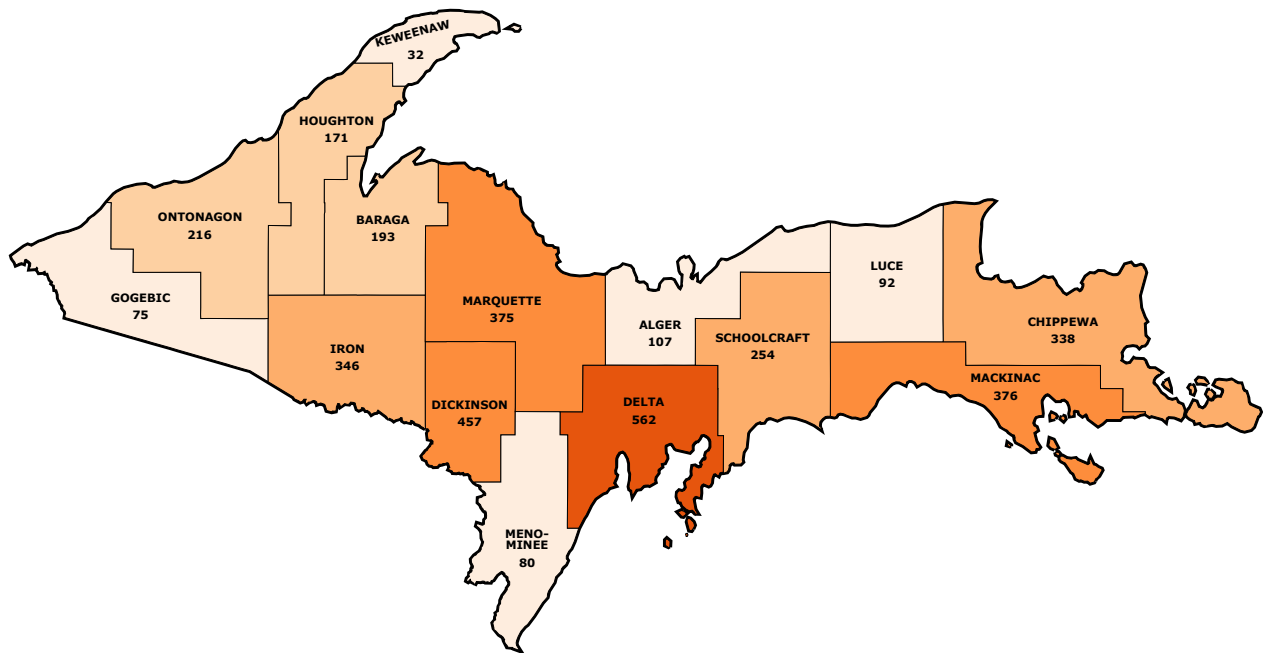 KEWEENAW
32
HOUGHTON
171
ONTONAGON
216
BARAGA
193
GOGEBIC
75
MARQUETTE
375
IRON
346
DICKINSON
457
MENO-
MINEE
80
ALGER
107
DELTA
562
SCHOOLCRAFT
254
LUCE
92
CHIPPEWA
338
MACKINAC
376